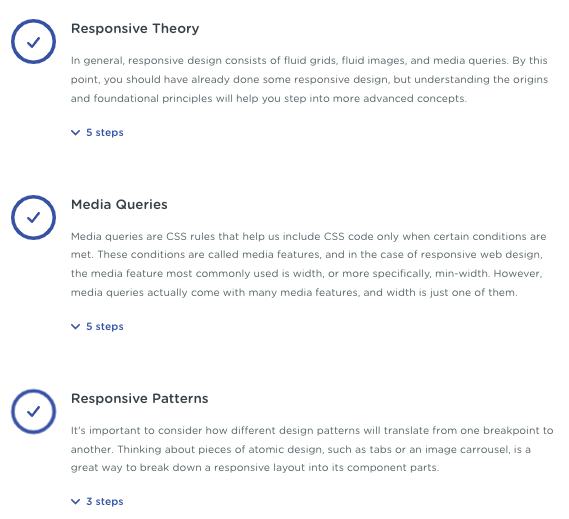 Responsive Theory
In general, responsive design consists of fluid grids, fluid images, and media queries. By this
point, you should have already done some responsive design, but understanding the origins
and foundational principles will help you step into more advanced concepts.
5 steps
Media Queries
Media queries are CSS rules that help us include CSS code only when certain conditions are
met. These conditions are called media features, and in the case of responsive web design,
the media feature most commonly used is width, or more specifically, min-width. However,
media queries actually come with many media features, and width is just one of them.
5 steps
Responsive Patterns
It's important to consider how different design patterns will translate from one breakpoint to
another. Thinking about pieces of atomic design, such as tabs or an image carrousel, is a
great way to break down a responsive layout into its component parts.
3 steps